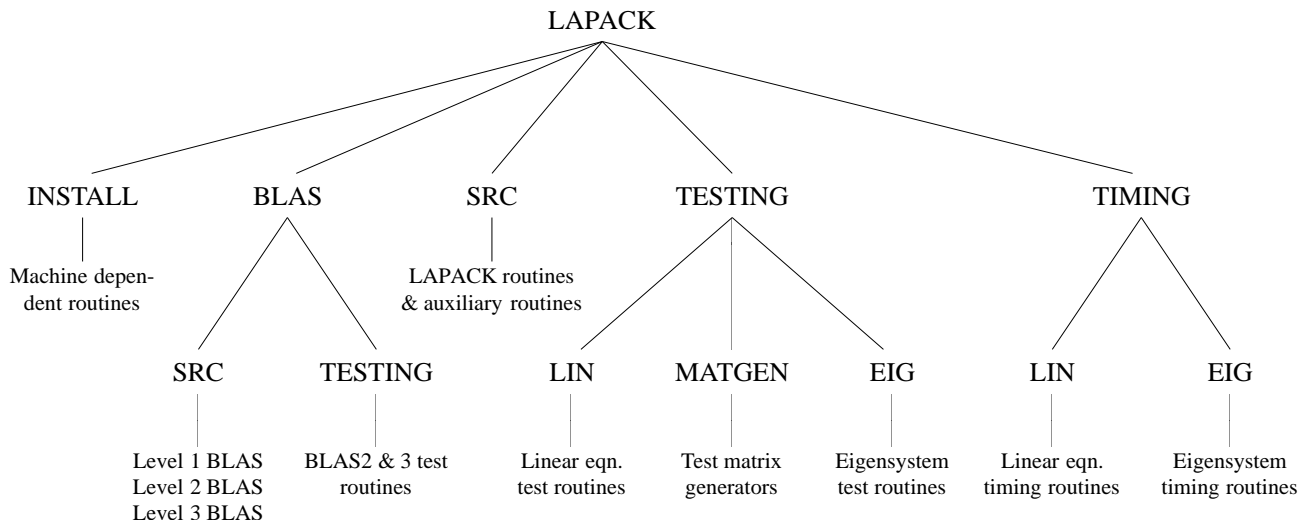 LAPACK
INSTALL
BLAS
SRC
TESTING
TIMING
Machine depen-
dent routines
LAPACK routines
& auxiliary routines
SRC
TESTING
LIN
MATGEN
EIG
LIN
EIG
Level 1 BLAS
Level 2 BLAS
Level 3 BLAS
BLAS2 & 3 test
routines
Linear eqn.
test routines
Test matrix
generators
Eigensystem
test routines
Linear eqn.
timing routines
Eigensystem
timing routines